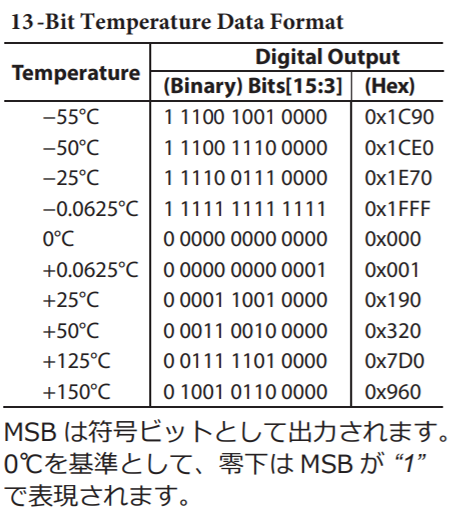 13-Bit Temperature Data Format
Temperature Digital Output
(Binary) Bits[15:3] (Hex)
−55°C 1 1100 1001 0000 0x1C90
−50°C 1 1100 1110 0000 0x1CE0
−25°C 1 1110 0111 0000 0x1E70
−0.0625°C 1 1111 1111 1111 0x1FFF
0°C 0 0000 0000 0000 0x000
+0.0625°C 0 0000 0000 0001 0x001
+25°C 0 0001 1001 0000 0x190
+50°C 0 0011 0010 0000 0x320
+125°C 0 0111 1101 0000 0x7D0
+150°C 0 1001 0110 0000 0x960
MSB は符号ビットとして出力されます。
0℃を基準として、零下は MSB が “1”
で表現されます。